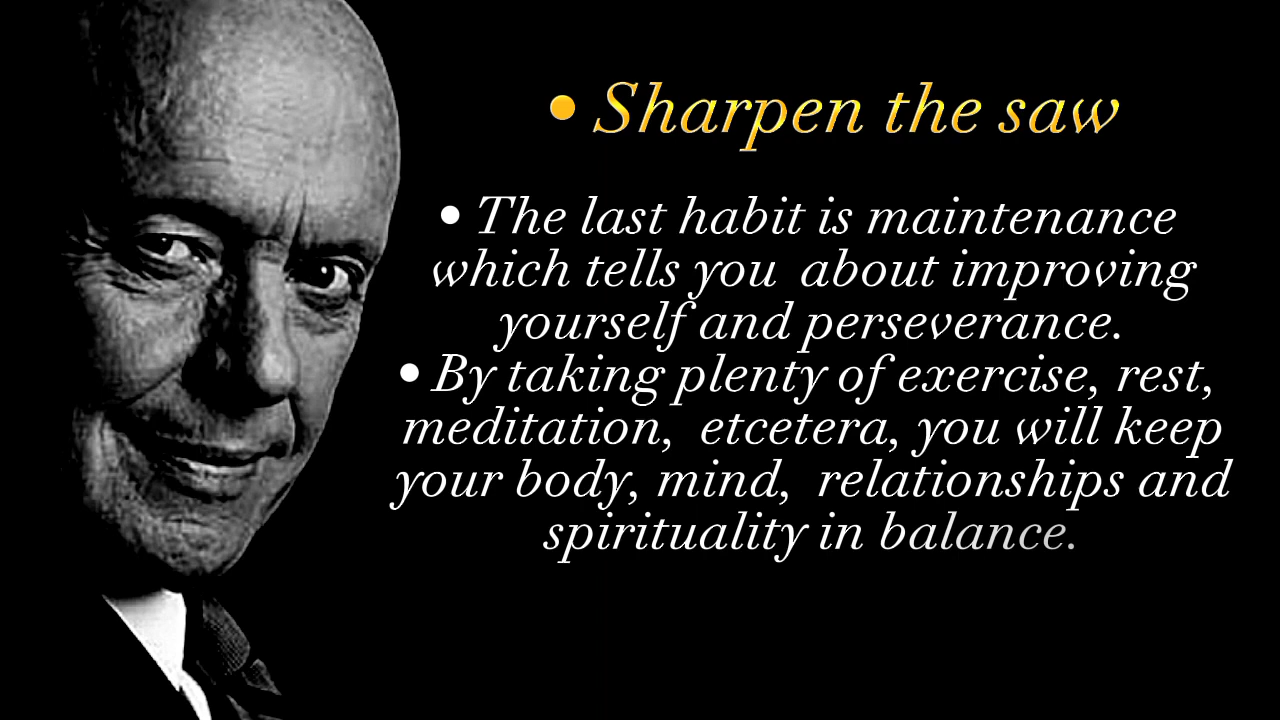 • Sharpen the saw
• The last habit is maintenance
which tells you about improving
yourself and perseverance.
• By taking plenty of exercise, rest,
meditation, etcetera, you will keep
your body, mind, relationships and
spirituality in balance.